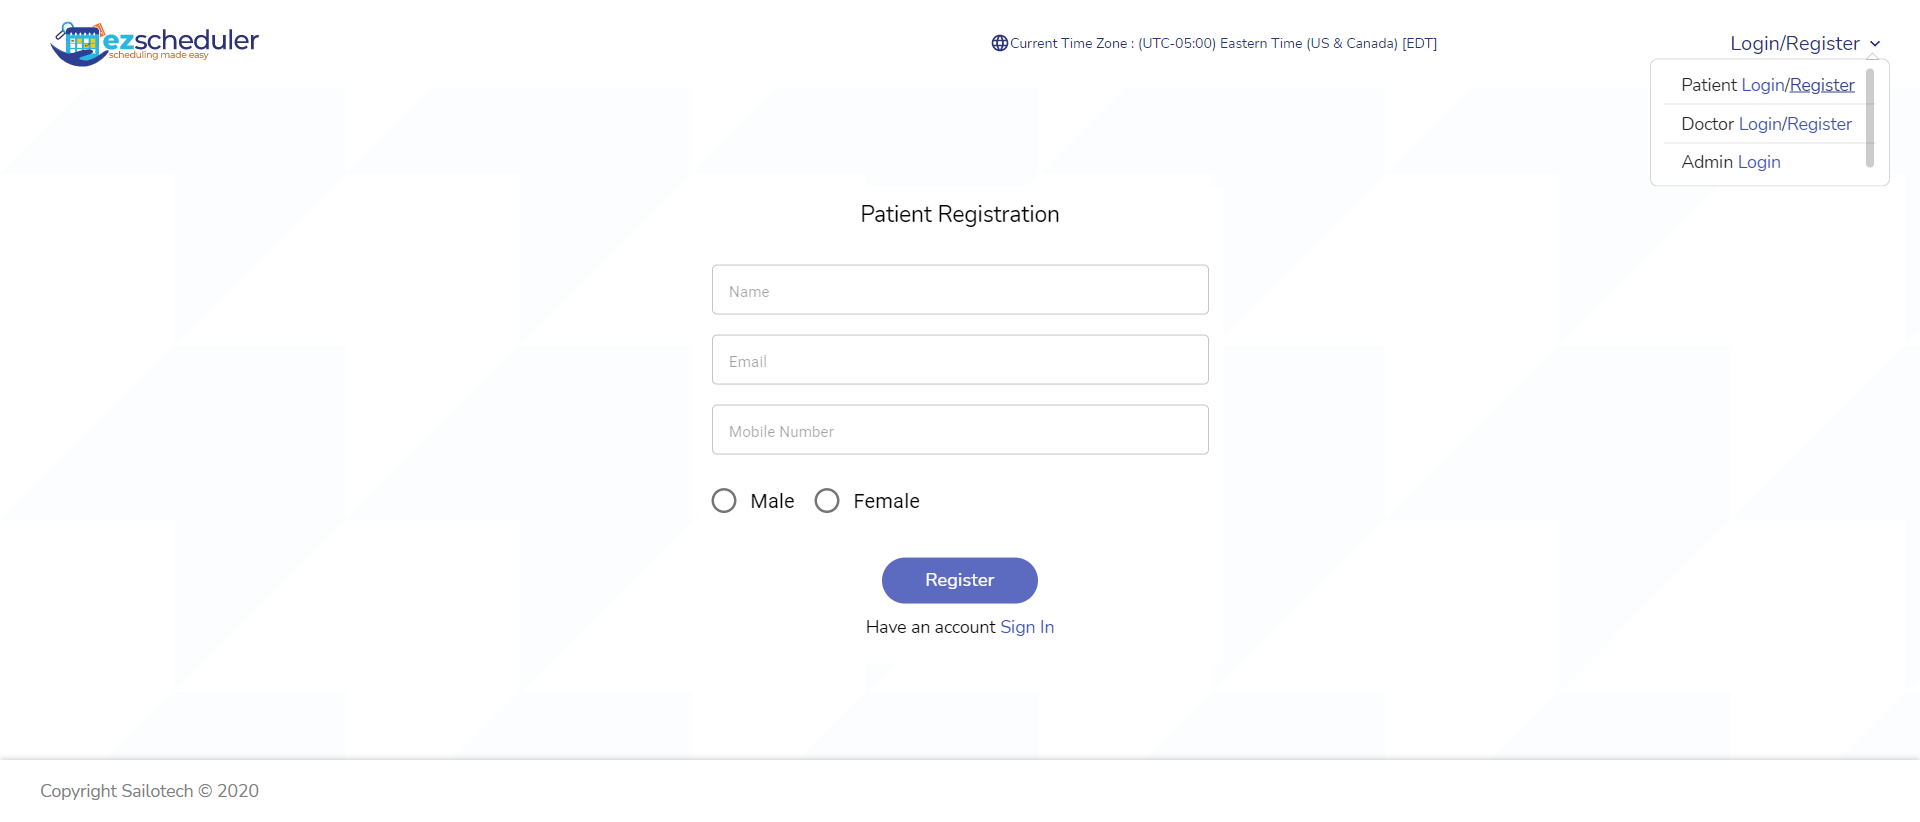 ezscheduler
scheduling made easy
Current Time Zone : (UTC-05:00) Eastern Time (US & Canada) [EDT]
Login/Register
Patient Login/Register
Doctor Login/Register
Admin Login
Patient Registration
Name
Email
Mobile Number
Male Female
Register
Have an account Sign In
Copyright Sailotech © 2020